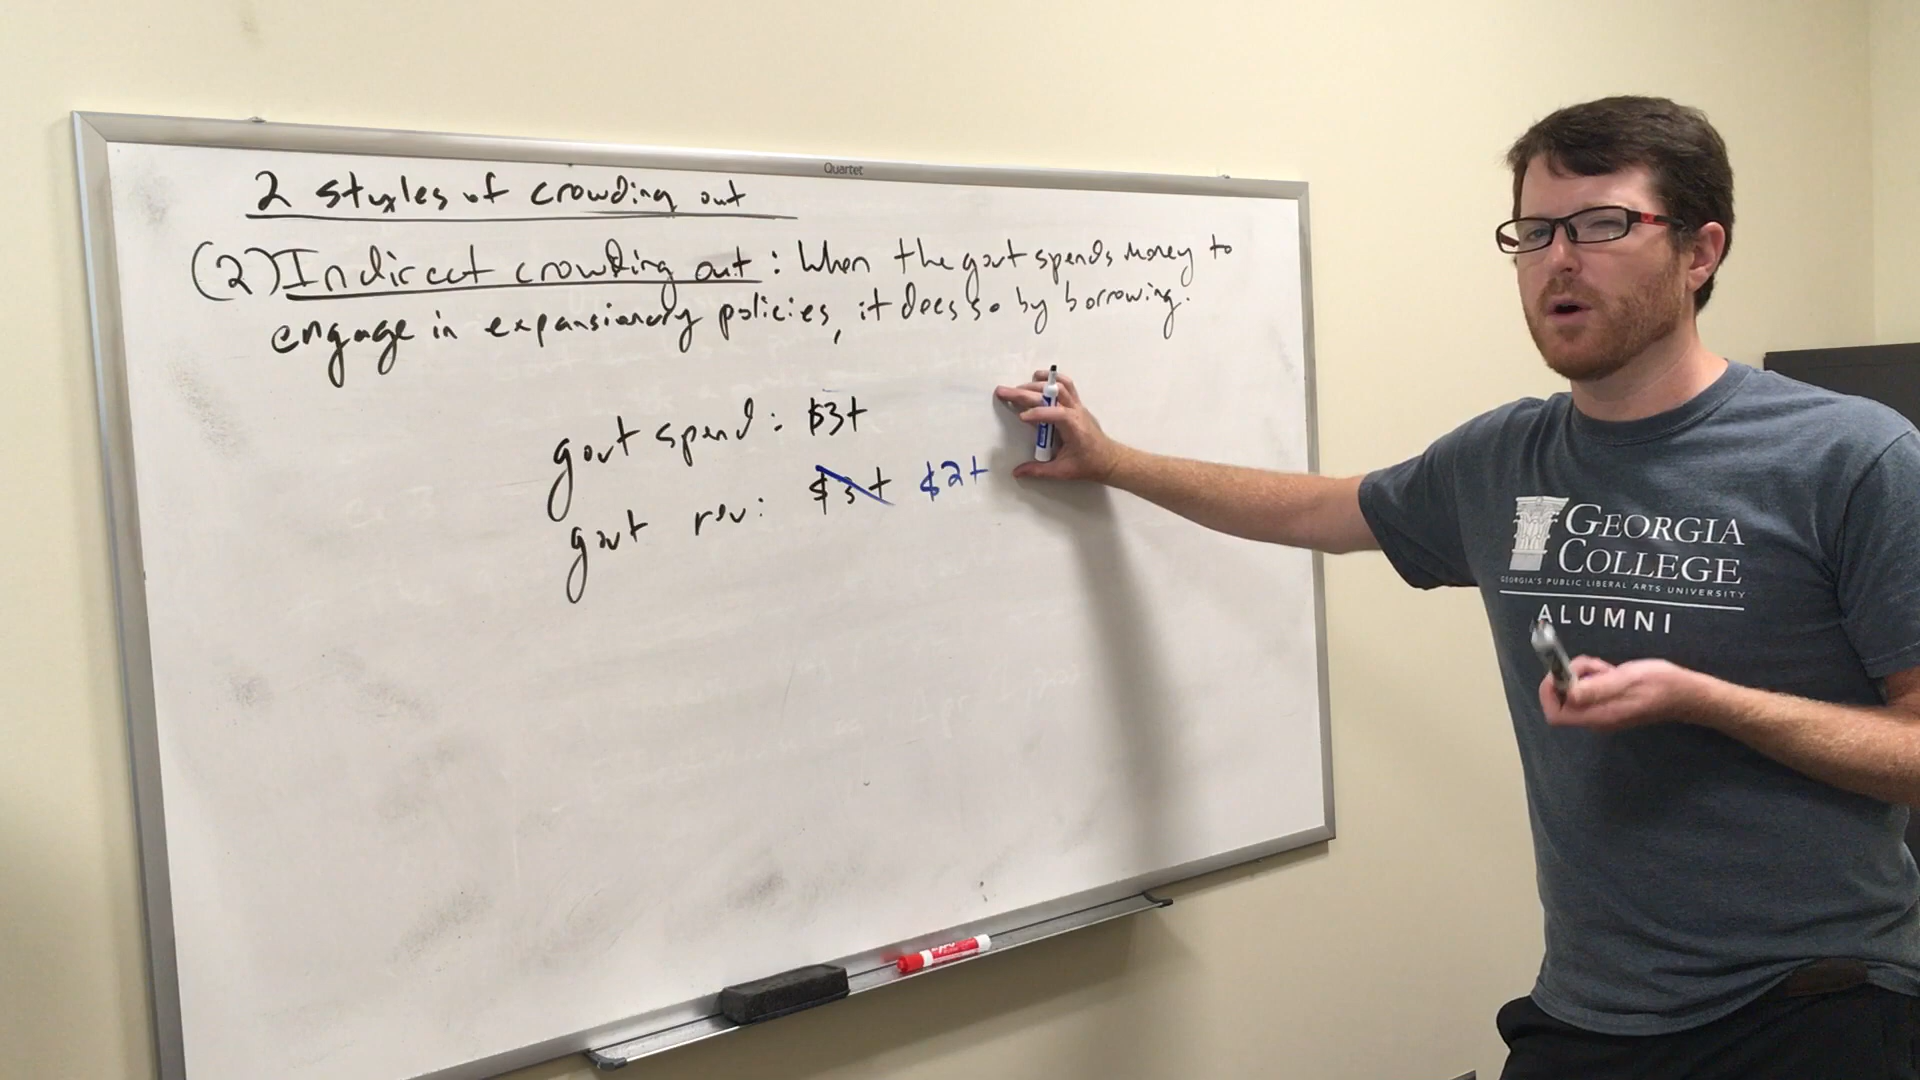 Quartet
2 styles of crowding out
(2) Indirect crowding out: When the govt spends money to
engage in expansionary policies, it does so by borrowing.
govt spend: $3t
govt rev: $3t $2t
GEORGIA
COLLEGE
GEORGIA'S PUBLIC LIBERAL ARTS UNIVERSITY
ALUMNI